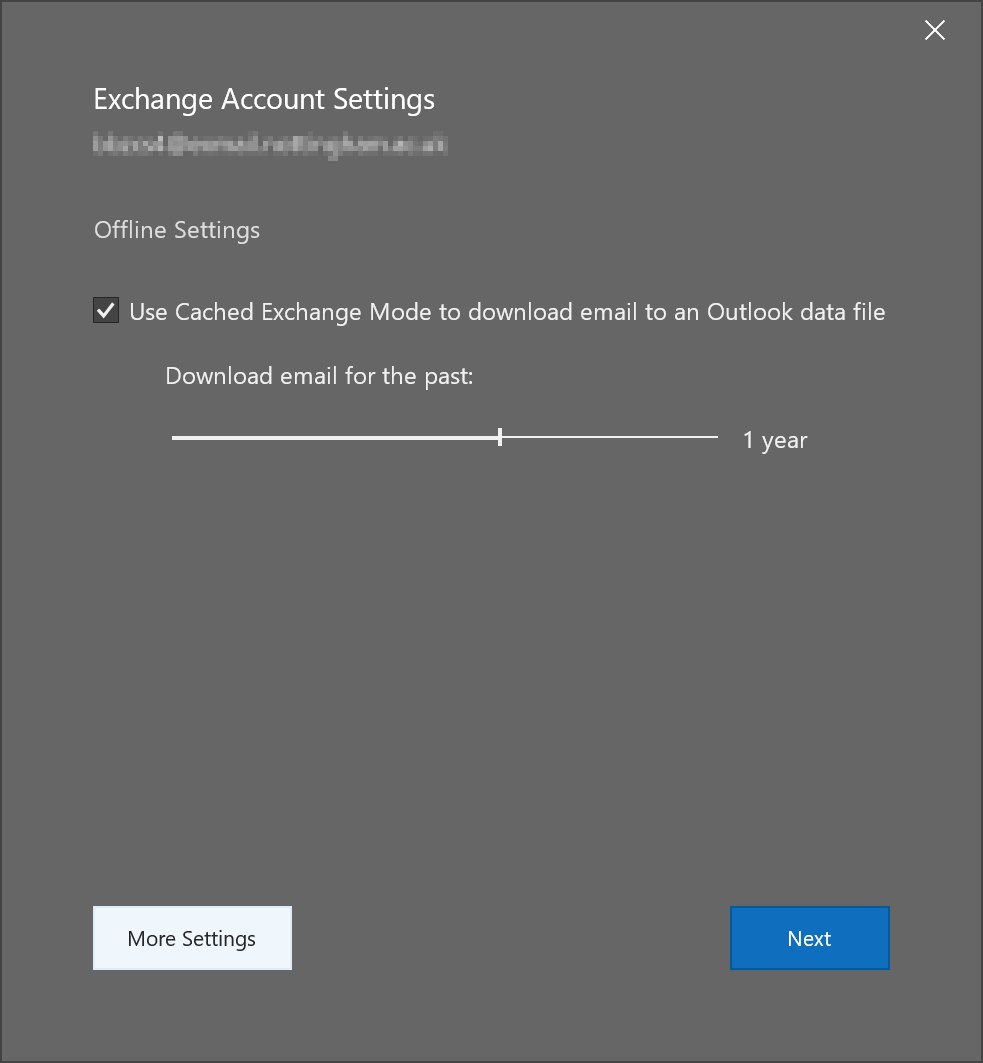 Exchange Account Settings
Offline Settings
Use Cached Exchange Mode to download email to an Outlook data file
Download email for the past:
1 year
More Settings
Next